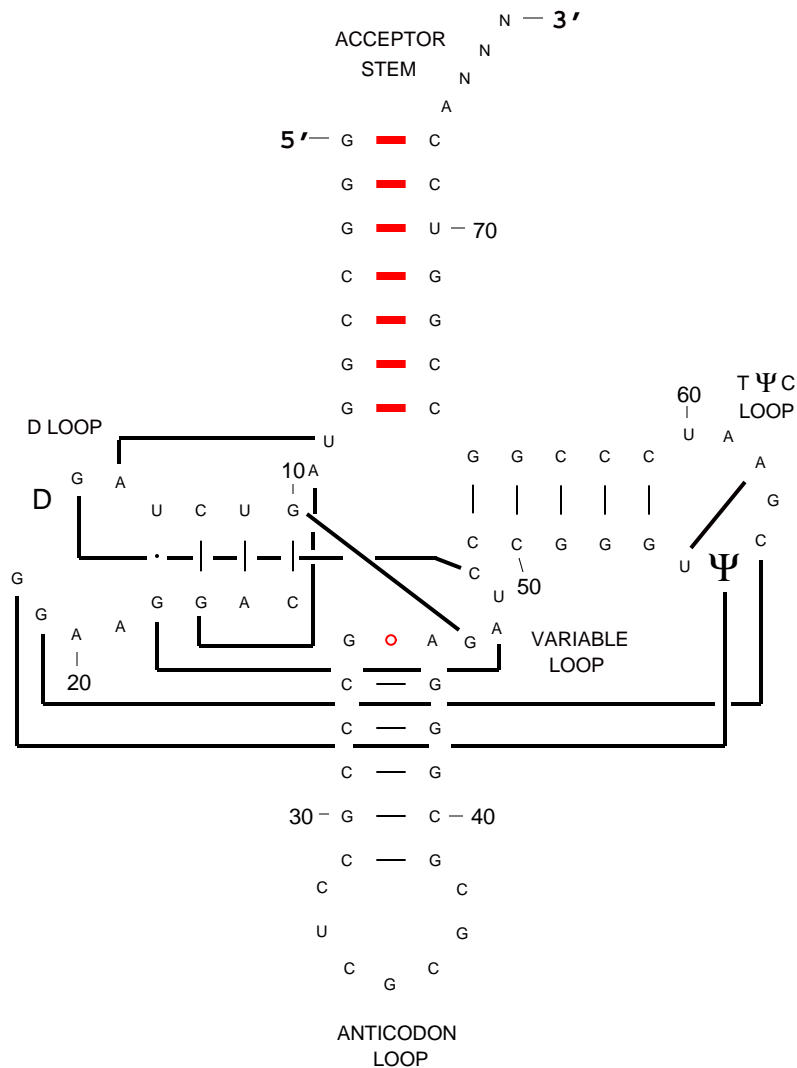 N — 3′
ACCEPTOR
STEM
N
N
A
5′ — G C
G C
G U — 70
C G
C G
G C
G C
T Ψ C
LOOP
60
D LOOP
U
U A
G G C C C
A
10 A
G A
D
G
U C U G
C C G G G U Ψ C
C
50
G
U
G G A C
G
A A
G A G A
VARIABLE
LOOP
20
C G
C G
C G
30 — G C — 40
C G
C C
U G
C C
G
ANTICODON
LOOP